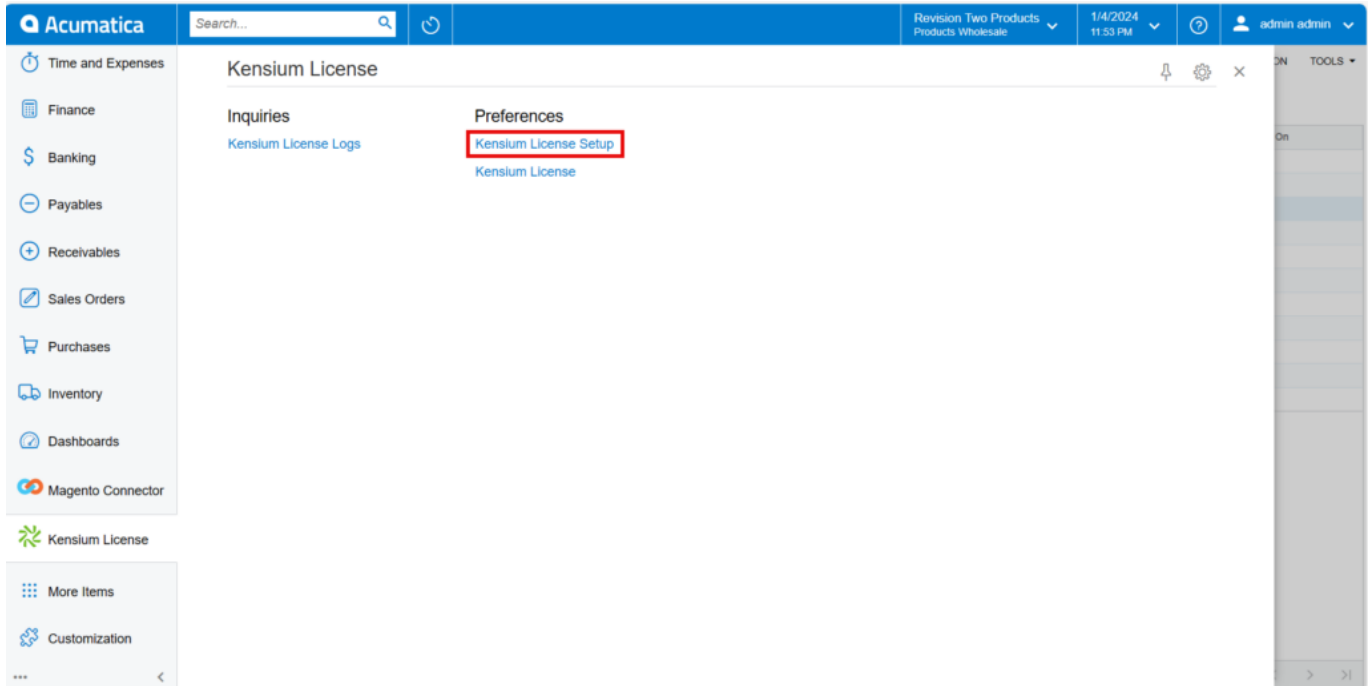 Acumatica
Search...
Revision Two Products
Products Wholesale
1/4/2024
11:53 PM
admin admin
Time and Expenses
Finance
Banking
Payables
Receivables
Sales Orders
Purchases
Inventory
Dashboards
Magento Connector
Kensium License
More Items
Customization
Kensium License
Inquiries
Kensium License Logs
Preferences
Kensium License Setup
Kensium License
TOOLS
On